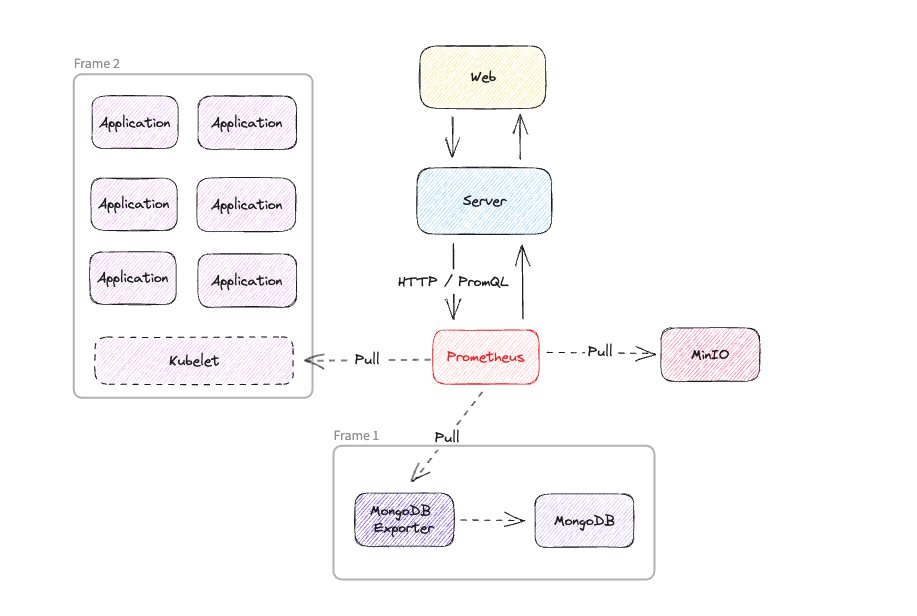 Frame 2
Web
Application
Application
Application
Application
Server
Application
Application
HTTP / PromQL
Kubelet
Pull
Prometheus
Pull
MinIO
Frame 1
Pull
MongoDB
Exporter
MongoDB